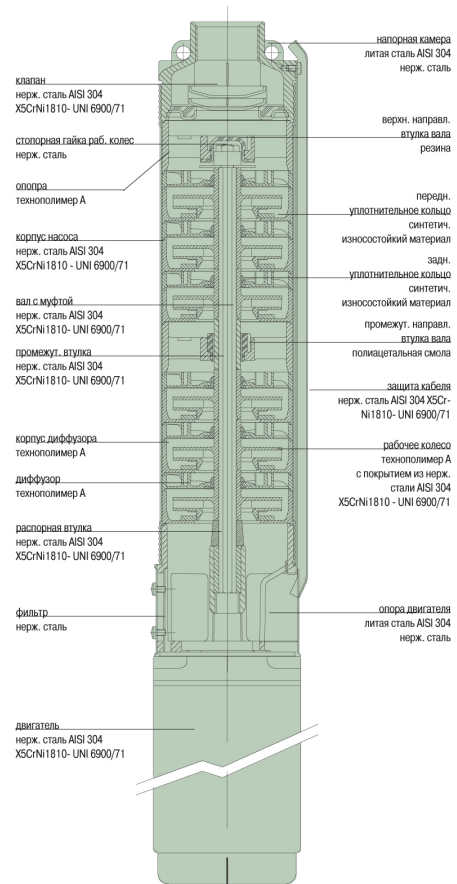 напорная камера
литая сталь AISI 304
нерж. сталь
клапан
нерж. сталь AISI 304
X5CrNi1810- UNI 6900/71
верхн. направл.
втулка вала
резина
стопорная гайка раб. колес
нерж. сталь
опопра
технополимер А
передн.
уплотнительное кольцо
синтетич.
износостойкий материал
корпус насоса
нерж. сталь AISI 304
X5CrNi1810 - UNI 6900/71
задн.
уплотнительное кольцо
синтетич.
износостойкий материал
вал с муфтой
нерж. сталь AISI 304
X5CrNi1810- UNI 6900/71
промежут. направл.
втулка вала
полиацетальная смола
промежут. втулка
нерж. сталь AISI 304
X5CrNi1810- UNI 6900/71
защита кабеля
нерж. сталь AISI 304 X5Cr-
Ni1810- UNI 6900/71
корпус диффузора
технополимер А
рабочее колесо
технополимер А
с покрытием из нерж.
стали AISI 304
X5CrNi1810 - UNI 6900/71
диффузор
технополимер А
распорная втулка
нерж. сталь AISI 304
X5CrNi1810- UNI 6900/71
фильтр
нерж. сталь
опора двигателя
литая сталь AISI 304
нерж. сталь
двигатель
нерж. сталь AISI 304
X5CrNi1810- UNI 6900/71